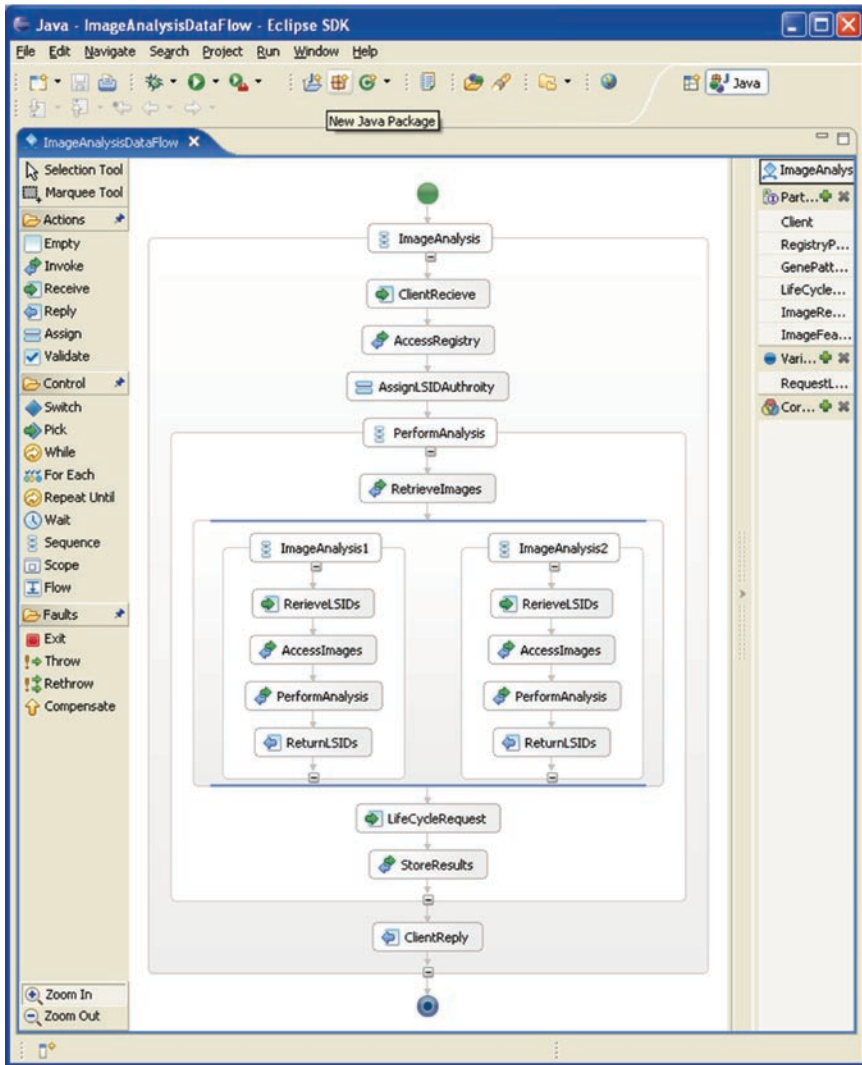 Java - ImageAnalysisDataFlow - Eclipse SDK
File Edit Navigate Search Project Run Window Help
Java
New Java Package
ImageAnalysisDataFlow
Selection Tool
Marquee Tool
Actions
Empty
Invoke
Receive
Reply
Assign
Validate
Control
Switch
Pick
While
For Each
Repeat Until
Wait
Sequence
Scope
Flow
Faults
Exit
Throw
Rethrow
Compensate
Zoom In
Zoom Out
ImageAnalysis
ClientRecieve
AccessRegistry
AssignLSIDAuthroity
PerformAnalysis
RetrieveImages
ImageAnalysis1
RerieveLSIDs
AccessImages
PerformAnalysis
ReturnLSIDs
ImageAnalysis2
RerieveLSIDs
AccessImages
PerformAnalysis
ReturnLSIDs
LifeCycleRequest
StoreResults
ClientReply
ImageAnalys
Part...
Client
RegistryP...
GenePatt...
LifeCycle...
ImageRe...
ImageFea...
Vari...
RequestL...
Cor...